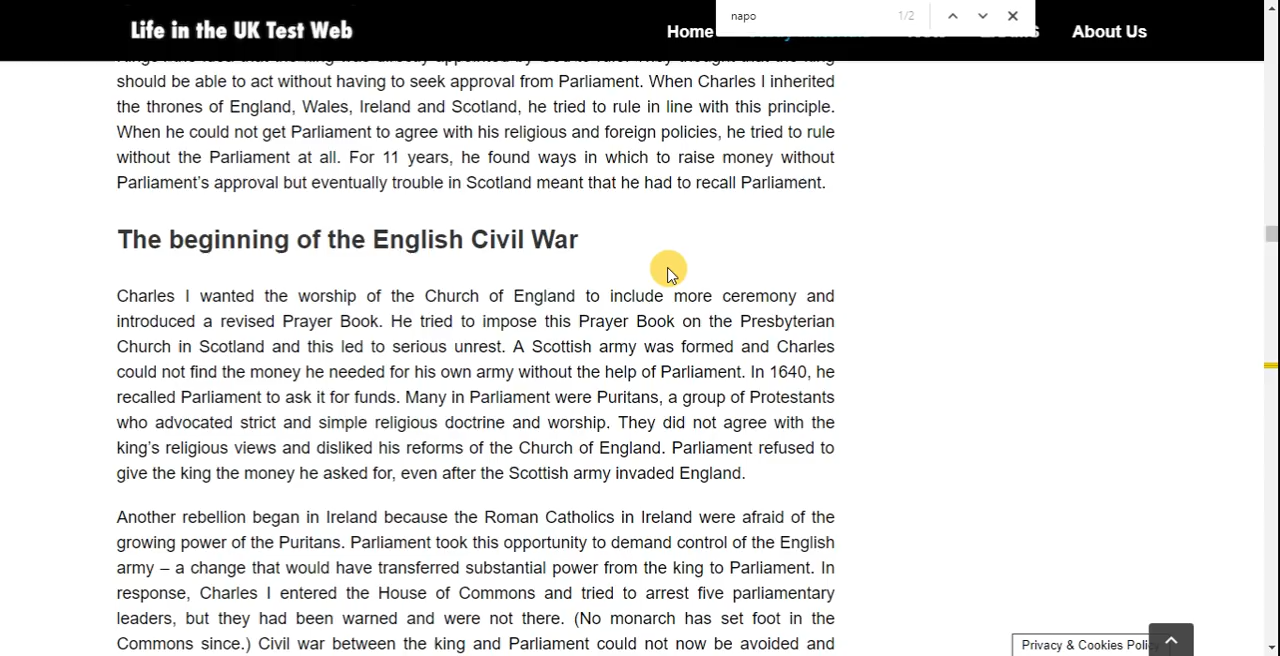 Life in the UK Test Web
napo
1/2
Home
About Us
should be able to act without having to seek approval from Parliament. When Charles I inherited
the thrones of England, Wales, Ireland and Scotland, he tried to rule in line with this principle.
When he could not get Parliament to agree with his religious and foreign policies, he tried to rule
without the Parliament at all. For 11 years, he found ways in which to raise money without
Parliament’s approval but eventually trouble in Scotland meant that he had to recall Parliament.
The beginning of the English Civil War
Charles I wanted the worship of the Church of England to include more ceremony and
introduced a revised Prayer Book. He tried to impose this Prayer Book on the Presbyterian
Church in Scotland and this led to serious unrest. A Scottish army was formed and Charles
could not find the money he needed for his own army without the help of Parliament. In 1640, he
recalled Parliament to ask it for funds. Many in Parliament were Puritans, a group of Protestants
who advocated strict and simple religious doctrine and worship. They did not agree with the
king’s religious views and disliked his reforms of the Church of England. Parliament refused to
give the king the money he asked for, even after the Scottish army invaded England.
Another rebellion began in Ireland because the Roman Catholics in Ireland were afraid of the
growing power of the Puritans. Parliament took this opportunity to demand control of the English
army – a change that would have transferred substantial power from the king to Parliament. In
response, Charles I entered the House of Commons and tried to arrest five parliamentary
leaders, but they had been warned and were not there. (No monarch has set foot in the
Commons since.) Civil war between the king and Parliament could not now be avoided and
Privacy & Cookies